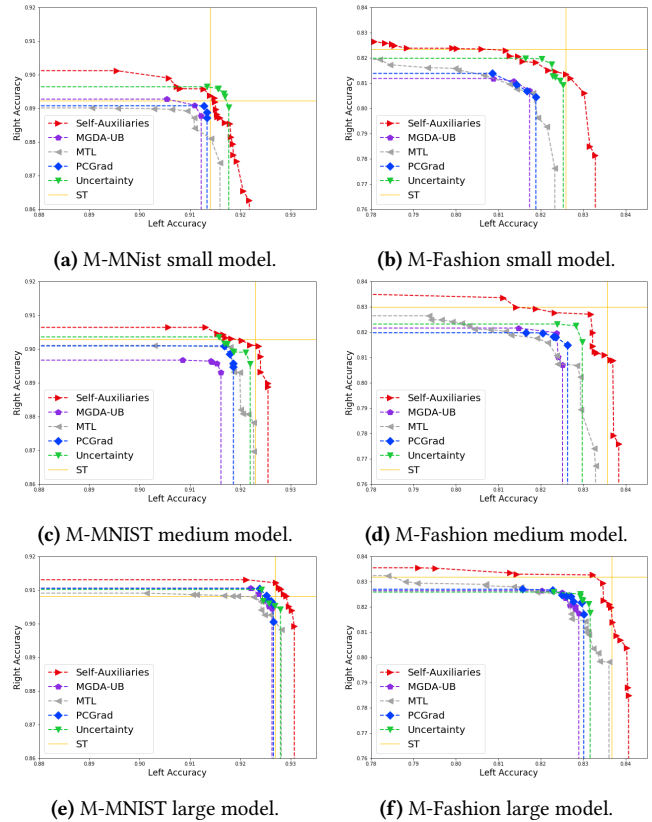 0.92
0.91
0.90
0.89
0.88
0.87
0.86
Right Accuracy
Self-Auxiliaries
MGDA-UB
MTL
PCGrad
Uncertainty
ST
0.88 0.89 0.90 0.91 0.92 0.93
Left Accuracy
(a) M-MNist small model.
0.84
0.83
0.82
0.81
0.80
0.79
0.78
0.77
0.76
Right Accuracy
Self-Auxiliaries
MGDA-UB
MTL
PCGrad
Uncertainty
ST
0.78 0.79 0.80 0.81 0.82 0.83 0.84
Left Accuracy
(b) M-Fashion small model.
0.92
0.91
0.90
0.89
0.88
0.87
0.86
Right Accuracy
Self-Auxiliaries
MGDA-UB
MTL
PCGrad
Uncertainty
ST
0.88 0.89 0.90 0.91 0.92 0.93
Left Accuracy
(c) M-MNIST medium model.
0.84
0.83
0.82
0.81
0.80
0.79
0.78
0.77
0.76
Right Accuracy
Self-Auxiliaries
MGDA-UB
MTL
PCGrad
Uncertainty
ST
0.78 0.79 0.80 0.81 0.82 0.83 0.84
Left Accuracy
(d) M-Fashion medium model.
0.92
0.91
0.90
0.89
0.88
0.87
0.86
Right Accuracy
Self-Auxiliaries
MGDA-UB
MTL
PCGrad
Uncertainty
ST
0.88 0.89 0.90 0.91 0.92 0.93
Left Accuracy
(e) M-MNIST large model.
0.84
0.83
0.82
0.81
0.80
0.79
0.78
0.77
0.76
Right Accuracy
Self-Auxiliaries
MGDA-UB
MTL
PCGrad
Uncertainty
ST
0.78 0.79 0.80 0.81 0.82 0.83 0.84
Left Accuracy
(f) M-Fashion large model.